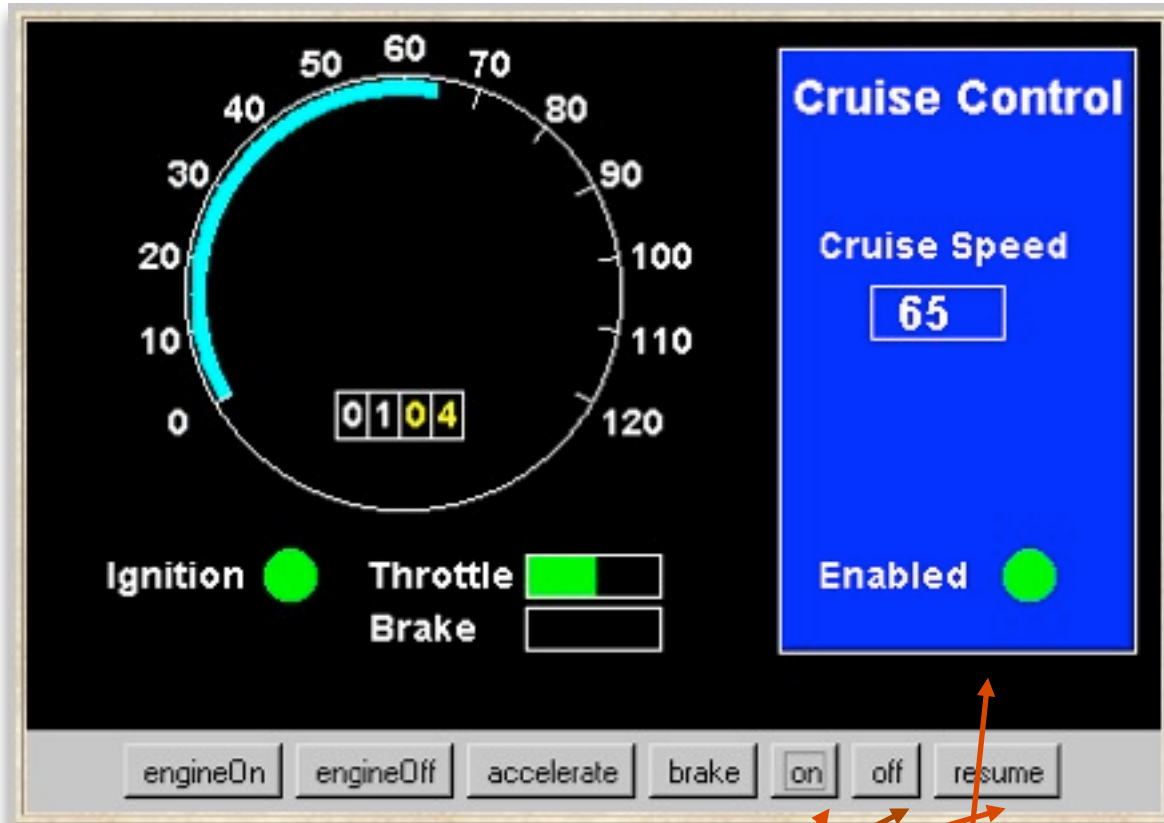 60
50 70
40 80
30 90
20 100
10 110
0 0104 120
Cruise Control
Cruise Speed
65
Ignition Throttle
Brake
Enabled
engineOn engineOff accelerate brake on off resume